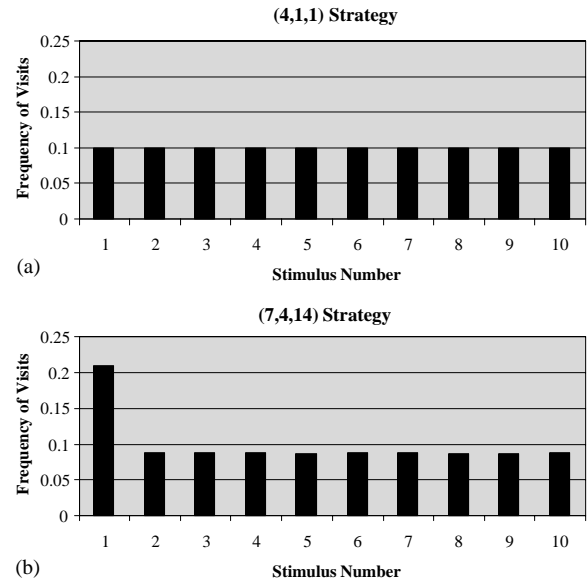 (4,1,1) Strategy
0.25
0.2
0.15
0.1
0.05
0
Frequency of Visits
1 2 3 4 5 6 7 8 9 10
Stimulus Number
(a)
(7,4,14) Strategy
0.25
0.2
0.15
0.1
0.05
0
Frequency of Visits
1 2 3 4 5 6 7 8 9 10
Stimulus Number
(b)